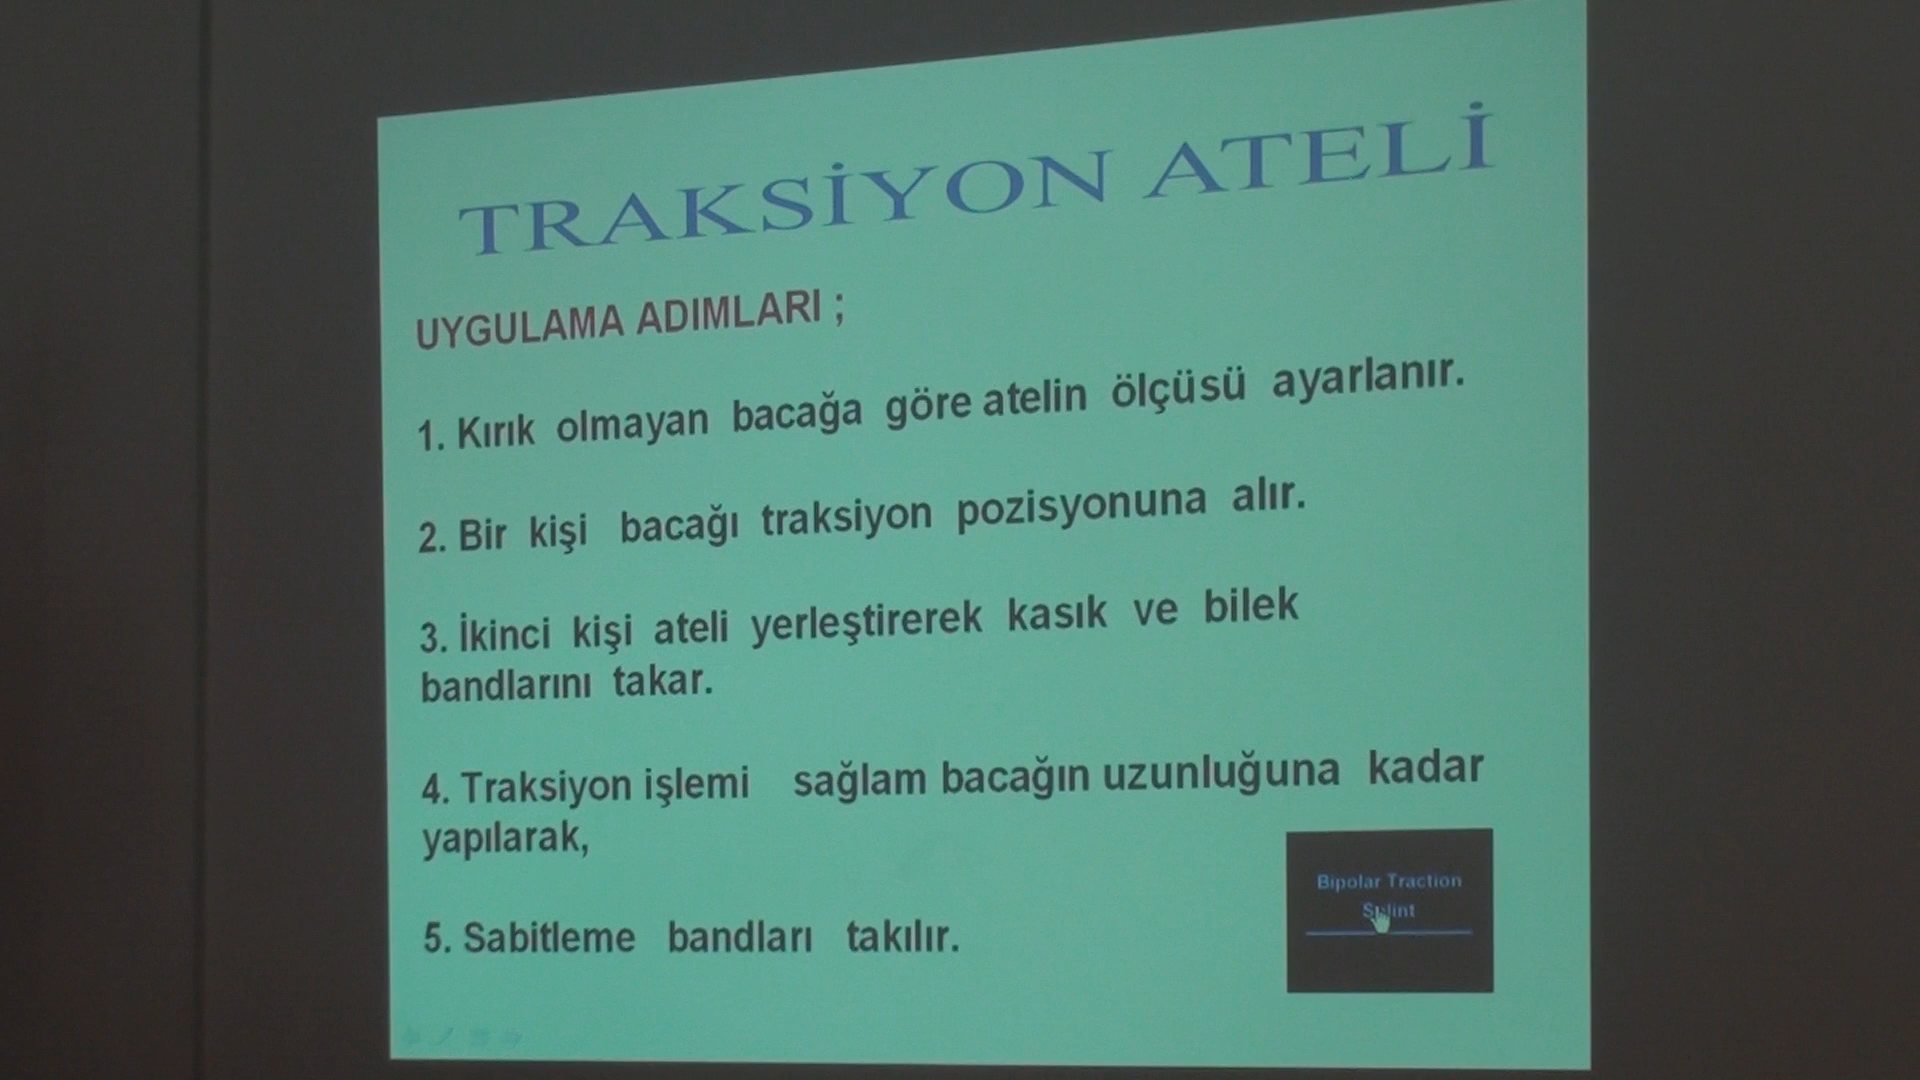 TRAKSİYON ATELİ
UYGULAMA ADIMLARI ;
1. Kırık olmayan bacağa göre atelin ölçüsü ayarlanır.
2. Bir kişi bacağı traksiyon pozisyonuna alır.
3. İkinci kişi ateli yerleştirerek kasık ve bilek
bandlarını takar.
4. Traksiyon işlemi sağlam bacağın uzunluğuna kadar
yapılarak,
5. Sabitleme bandları takılır.
Bipolar Traction
Splint